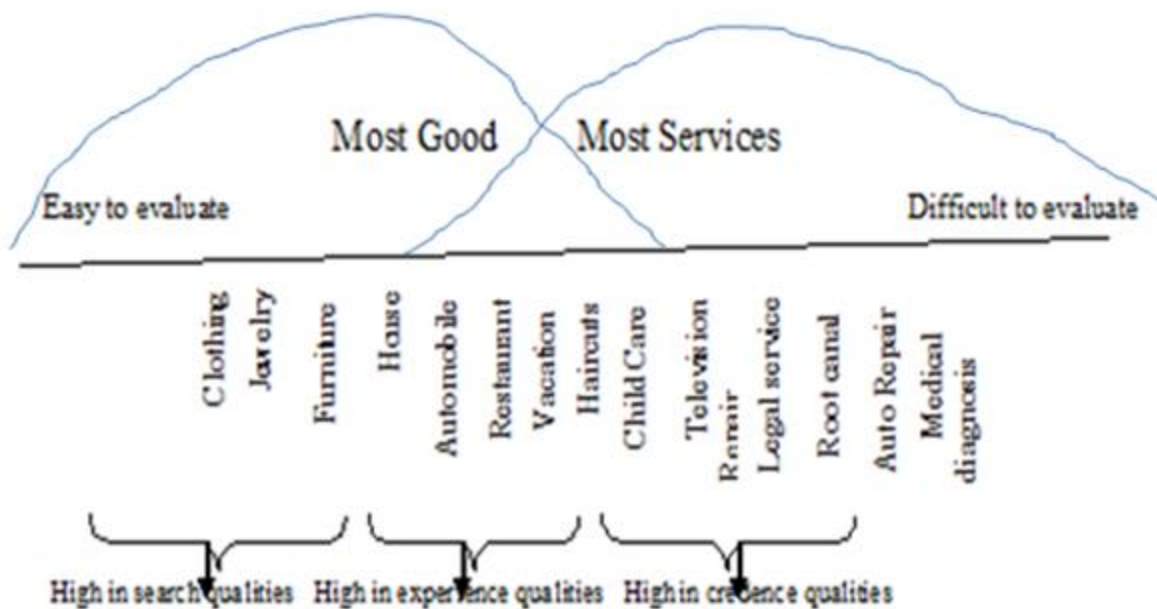 Most Good
Most Services
Easy to evaluate
Difficult to evaluate
Clothing
Jewelry
Furniture
House
Automobile
Restaurant
Vacation
Haircuts
Child Care
Television
Repair
Legal service
Root canal
Auto Repair
Medical
diagnosis
High in search qualities
High in experience qualities
High in credence qualities